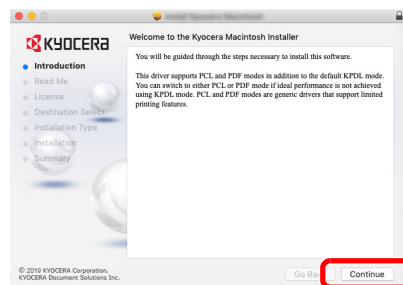 KYOCERA
Welcome to the Kyocera Macintosh Installer
You will be guided through the steps necessary to install this software.
This driver supports PCL and PDF modes in addition to the default KPDL mode.
You can switch to either PCL or PDF mode if ideal performance is not achieved
using KPDL mode. PCL and PDF modes are generic drivers that support limited
printing features.
Introduction
Read Me
License
Destination Select
Installation Type
Installation
Summary
© 2019 KYOCERA Corporation,
KYOCERA Document Solutions Inc.
Go Ba
Continue